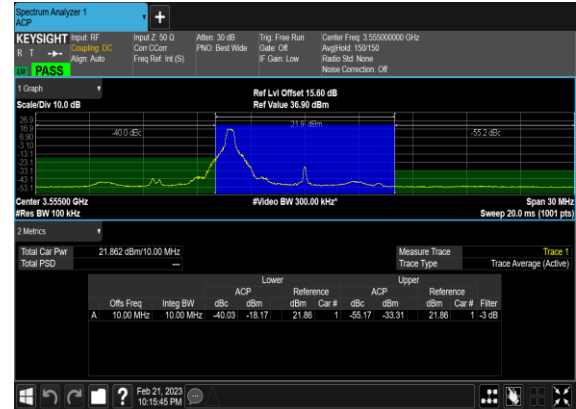 Spectrum Analyzer 1
ACP
KEYSIGHT Input: RF Input Z: 50 Ω Atten: 30 dB Trig: Free Run Center Freq: 3.555000000 GHz
R T Coupling: DC Corr CCorr PNO: Best Wide Gate: Off Avg|Hold: 150/150
Align: Auto Freq Ref: Int (S) IF Gain: Low Radio Std: None
Noise Correction: Off
LV PASS
1 Graph
Ref Lvl Offset 15.60 dB
Scale/Div 10.0 dB Ref Value 36.90 dBm
26.9
16.9
6.90
-3.10
-13.1
-23.1
-33.1
-43.1
-53.1
-40.0 dBc
21.9 dBm
-55.2 dBc
Center 3.55500 GHz #Video BW 300.00 kHz* Span 30 MHz
#Res BW 100 kHz Sweep 20.0 ms (1001 pts)
2 Metrics
Total Car Pwr 21.862 dBm/10.00 MHz Measure Trace Trace 1
Total PSD --- Trace Type Trace Average (Active)
Lower Upper
ACP Reference ACP Reference
Offs Freq Integ BW dBc dBm dBm Car # dBc dBm dBm Car # Filter
A 10.00 MHz 10.00 MHz -40.03 -18.17 21.86 1 -55.17 -33.31 21.86 1 -3 dB
Feb 21, 2023
10:15:45 PM